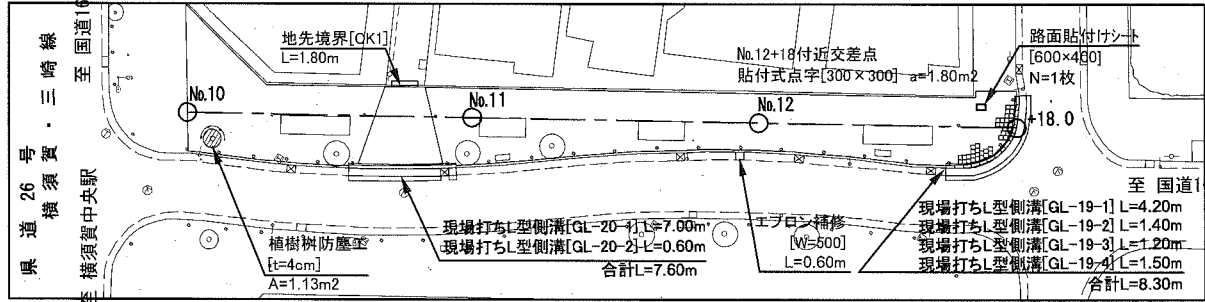 県道26号
横須賀・三崎線
至 国道16
至 横須賀中央駅
地先境界[CK1]
L=1.80m
No.12+18付近交差点
貼付式点字[300×300] a=1.80m2
路面貼付けシート
[600×400]
N=1枚
No.10
No.11
No.12
+18.0
至 国道1
植樹桝防塵工
[t=4cm]
A=1.13m2
現場打ちL型側溝[GL-20-1] L=7.00m
現場打ちL型側溝[GL-20-2] L=0.60m
合計L=7.60m
エプロン補修
[W=500]
L=0.60m
現場打ちL型側溝[GL-19-1] L=4.20m
現場打ちL型側溝[GL-19-2] L=1.40m
現場打ちL型側溝[GL-19-3] L=1.20m
現場打ちL型側溝[GL-19-4] L=1.50m
合計L=8.30m